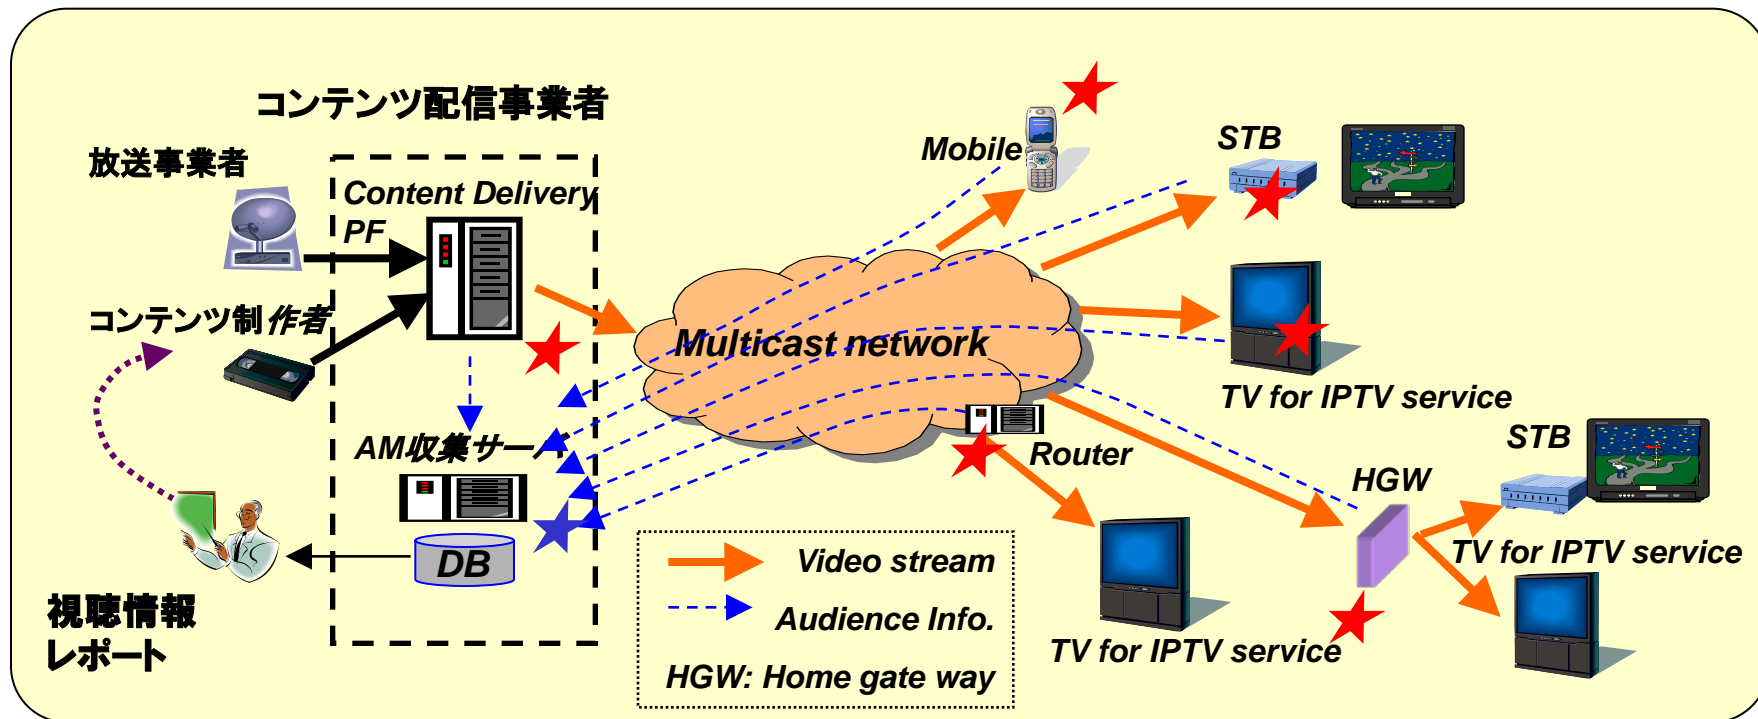 コンテンツ配信事業者
放送事業者
Content Delivery
PF
コンテンツ制作者
AM収集サーバ
DB
視聴情報
レポート
Multicast network
Mobile
STB
TV for IPTV service
Router
HGW
STB
TV for IPTV service
TV for IPTV service
Video stream
Audience Info.
HGW: Home gate way